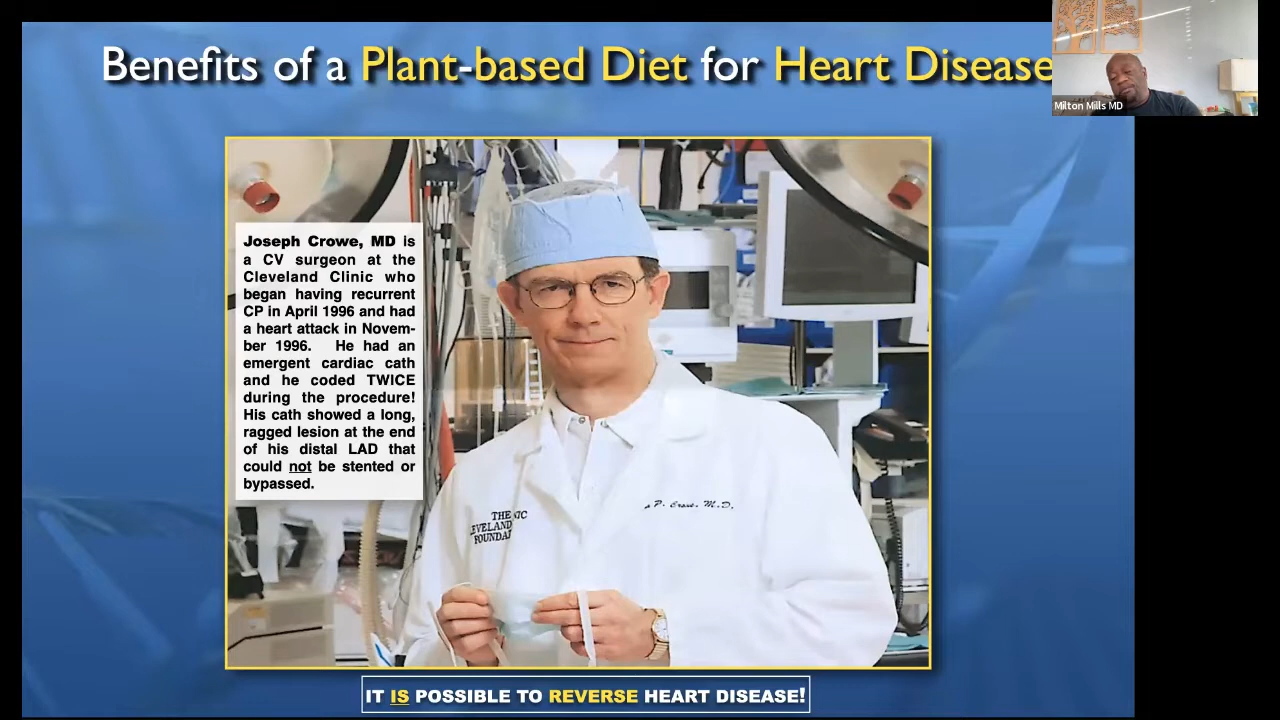 Benefits of a Plant-based Diet for Heart Disease
Milton Mills MD
Joseph Crowe, MD is
a CV surgeon at the
Cleveland Clinic who
began having recurrent
CP in April 1996 and had
a heart attack in Novem-
ber 1996. He had an
emergent cardiac cath
and he coded TWICE
during the procedure!
His cath showed a long,
ragged lesion at the end
of his distal LAD that
could not be stented or
bypassed.
P. Crowe, M.D.
THE
FOUNDA
IT IS POSSIBLE TO REVERSE HEART DISEASE!